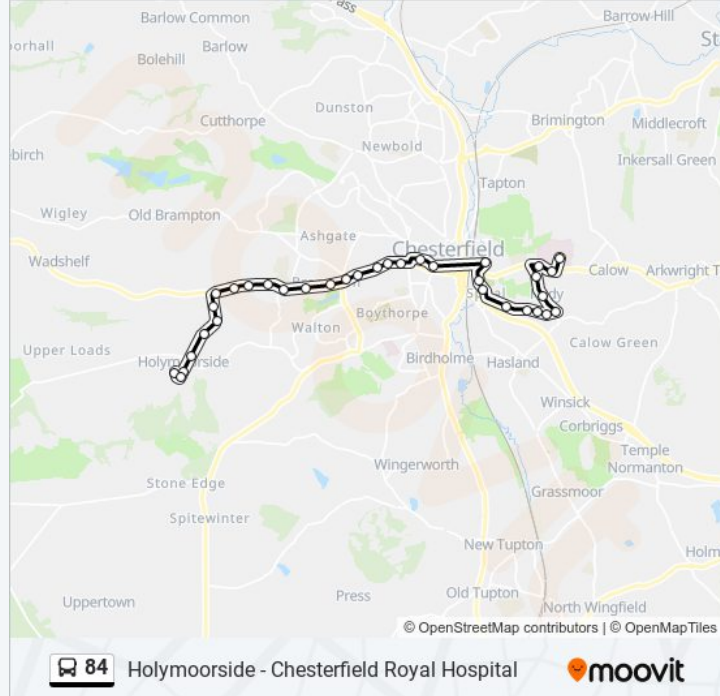 ass
Barlow Common
Barrow Hill
orhall
Barlow
St
Bolehill
Dunston
Cutthorpe
Brimington
Middlecroft
Newbold
birch
Inkersall Green
Tapton
Wigley
Old Brampton
Ashgate
Chesterfield
Wadshelf
Calow
Arkwright T
Boythorpe
Walton
Upper Loads
Calow Green
Holymoorside
Birdholme
Hasland
Winsick
Corbriggs
Temple
Normanton
Wingerworth
Stone Edge
Grassmoor
Spitewinter
New Tupton
Holm
Press
Old Tupton
Uppertown
North Wingfield
© OpenStreetMap contributors | © OpenMapTiles
84 Holymoorside - Chesterfield Royal Hospital moovit